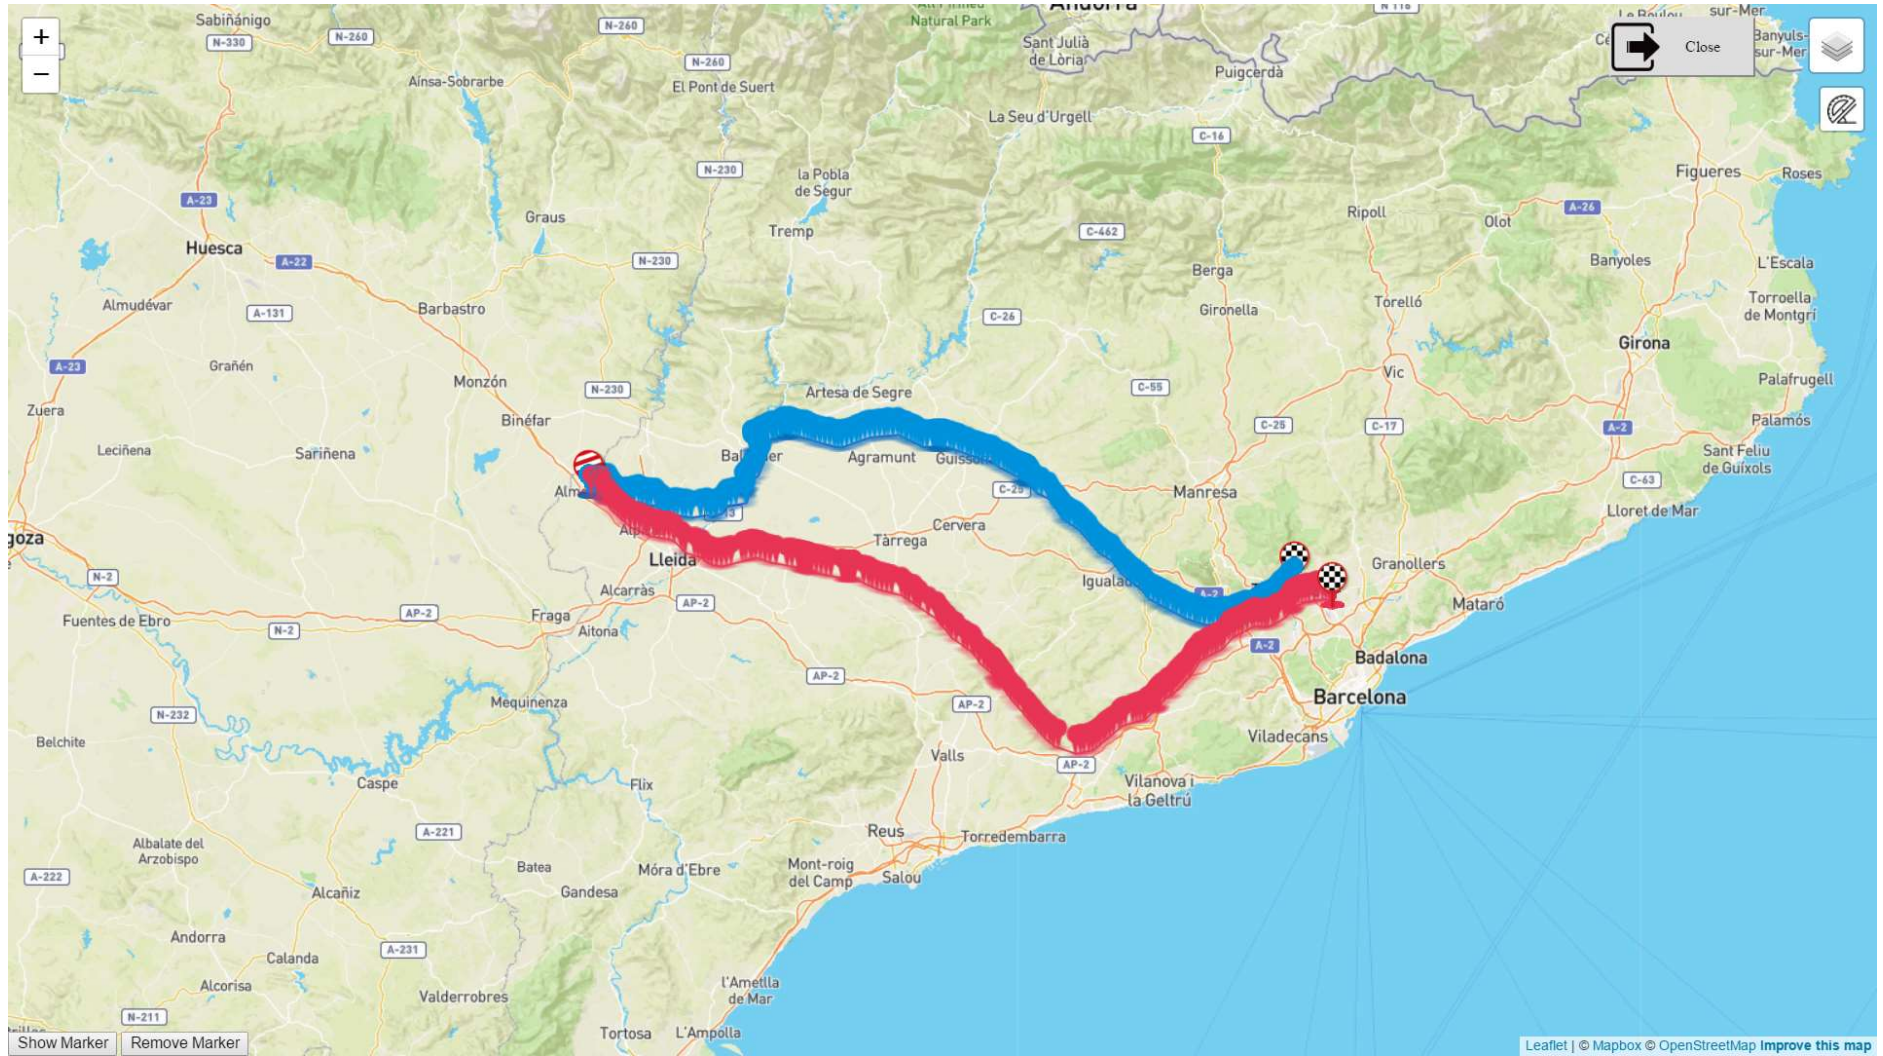 Andorra
Natural Park
N 116
sur-Mer
Sabiñánigo
N-260
N-330
N-260
Sant Julià
de Lòria
Banyuls-
sur-Mer
Close
+
−
N-260
Puigcerdà
Aínsa-Sobrarbe
El Pont de Suert
La Seu d'Urgell
C-16
N-230
la Pobla
de Segur
Figueres
Roses
A-23
Graus
Ripoll
A-26
Olot
Tremp
C-462
Huesca
A-22
N-230
Berga
Banyoles
L'Escala
Almudévar
A-131
Barbastro
C-26
Gironella
Torelló
Torroella
de Montgrí
Girona
A-23
Grañén
Vic
Monzón
N-230
Artesa de Segre
C-55
Palafrugell
Zuera
Binéfar
C-25
C-17
A-2
Palamós
Leciñena
Sariñena
Agramunt
Sant Feliu
de Guíxols
C-25
Manresa
C-63
Lloret de Mar
Cervera
Tàrrega
Lleida
Granollers
N-2
Alcarràs
A-2
AP-2
AP-2
Fraga
Mataró
Fuentes de Ebro
N-2
Aitona
A-2
Badalona
AP-2
Barcelona
Mequinenza
AP-2
N-232
Viladecans
Belchite
Valls
AP-2
Caspe
Flix
Vilanova i
la Geltrú
A-221
Reus
Torredembarra
Albalate del
Arzobispo
Batea
Móra d'Ebre
Mont-roig
del Camp
Salou
A-222
Alcañiz
Gandesa
Andorra
A-231
Calanda
Alcorisa
Valderrobres
l'Ametlla
de Mar
N-211
Tortosa
L'Ampolla
Show Marker
Remove Marker
Leaflet | © Mapbox © OpenStreetMap Improve this map